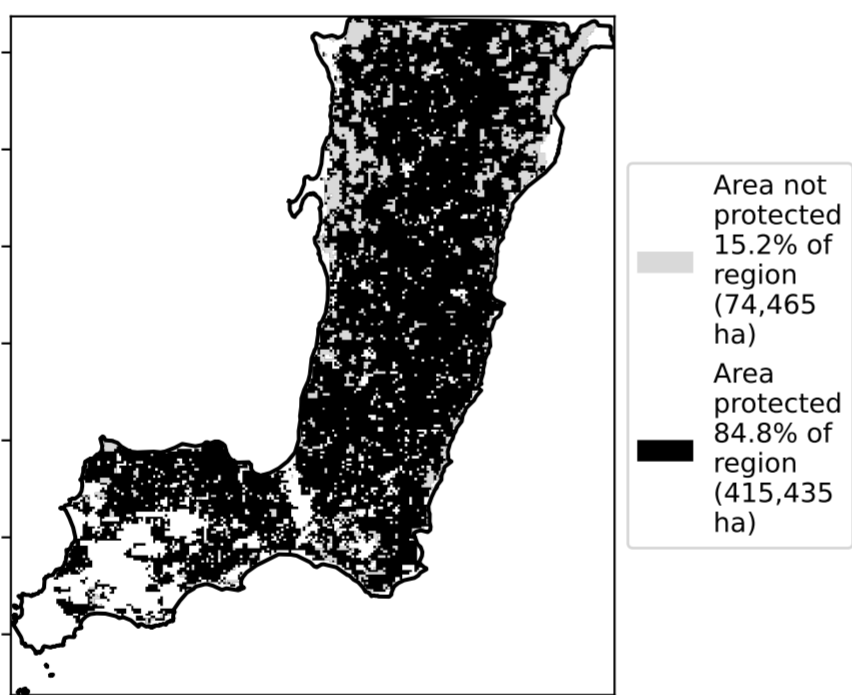 Area not
protected
15.2% of
region
(74,465
ha)
Area
protected
84.8% of
region
(415,435
ha)